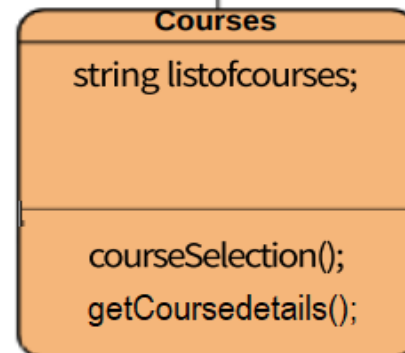 Courses
string listofcourses;
courseSelection();
getCoursedetails();